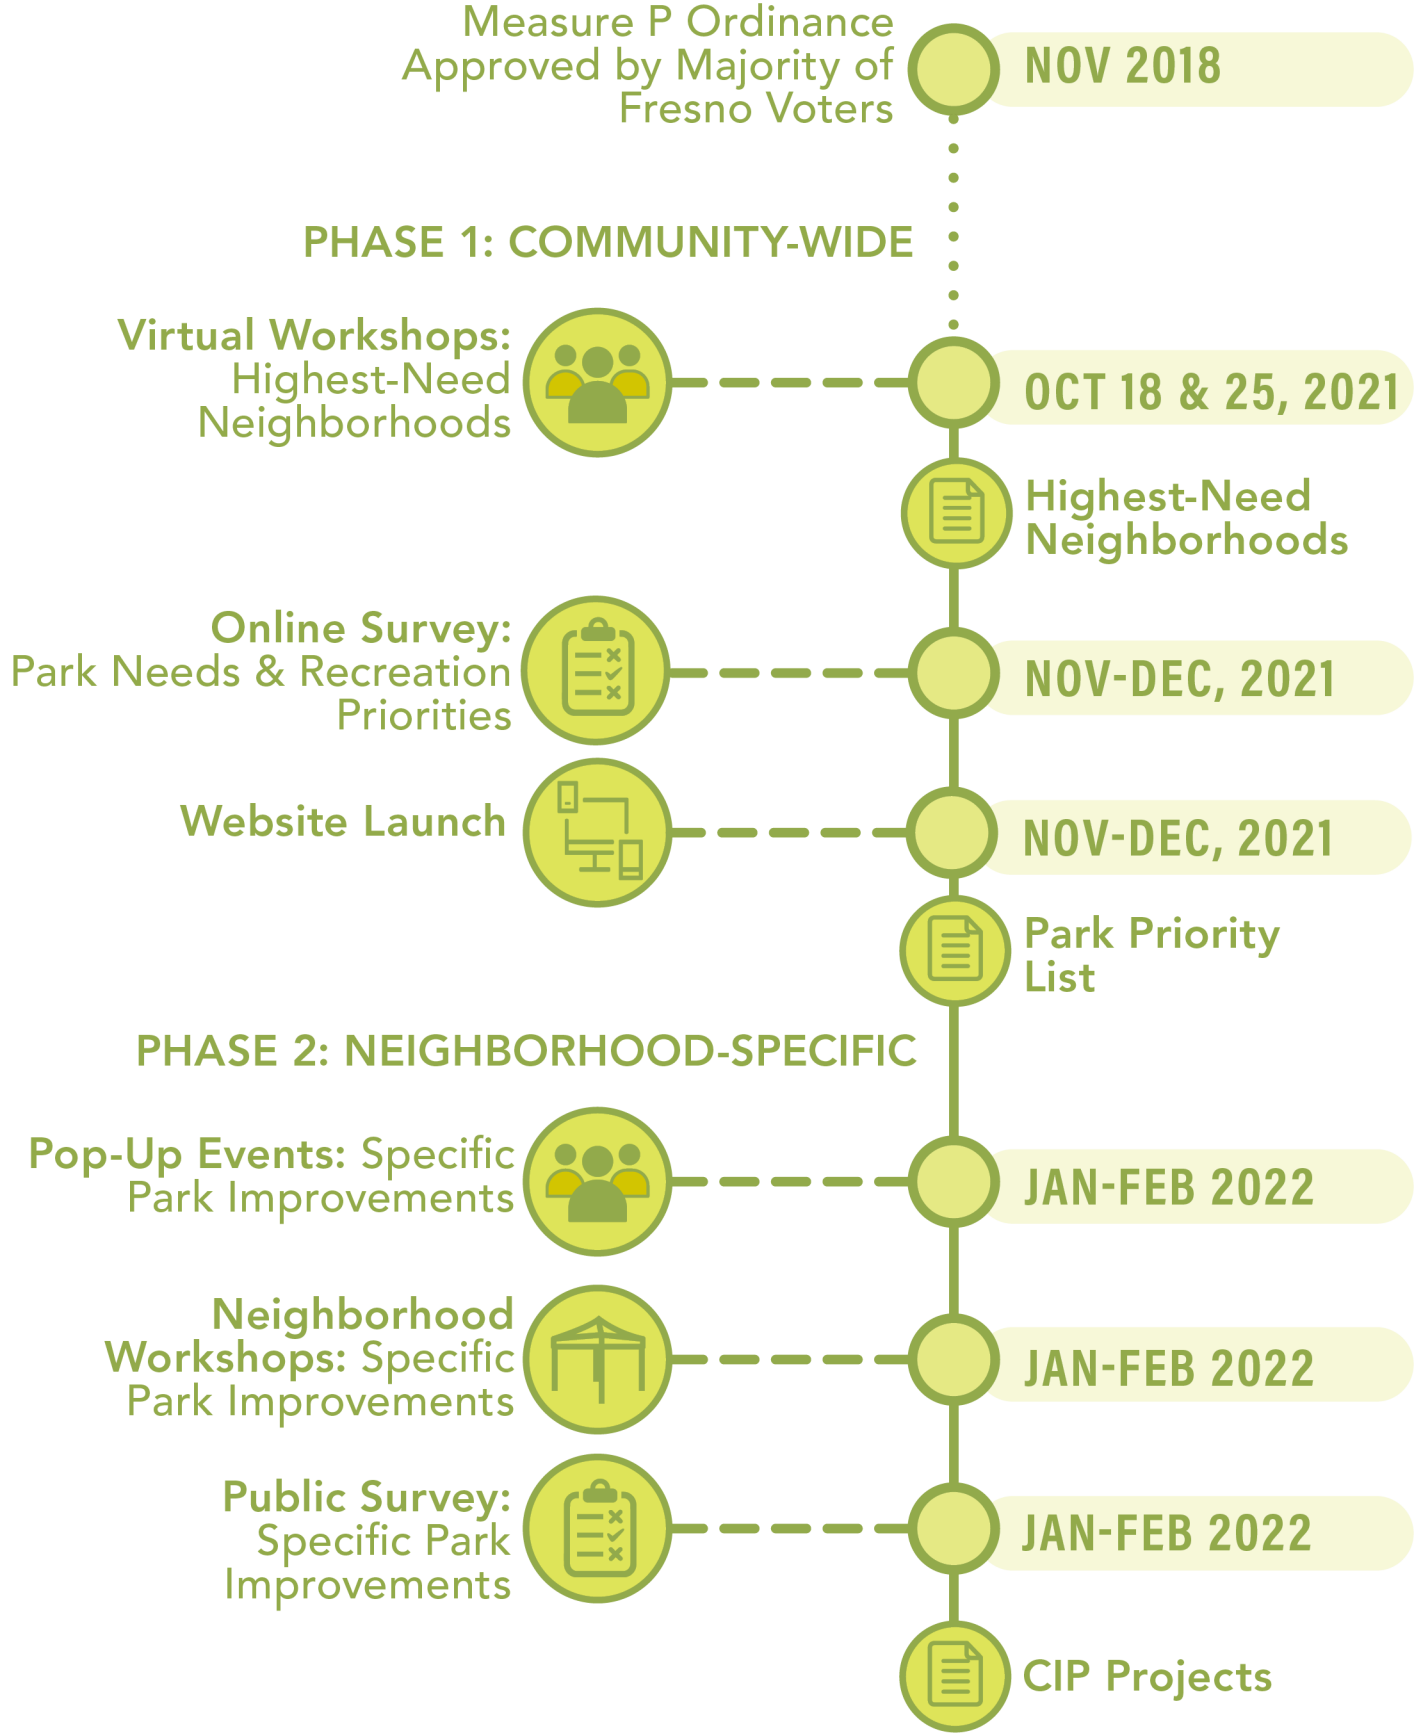 Measure P Ordinance
Approved by Majority of
Fresno Voters
NOV 2018
PHASE 1: COMMUNITY-WIDE
Virtual Workshops:
Highest-Need
Neighborhoods
OCT 18 & 25, 2021
Highest-Need
Neighborhoods
Online Survey:
Park Needs & Recreation
Priorities
NOV-DEC, 2021
Website Launch
NOV-DEC, 2021
Park Priority
List
PHASE 2: NEIGHBORHOOD-SPECIFIC
Pop-Up Events: Specific
Park Improvements
JAN-FEB 2022
Neighborhood
Workshops: Specific
Park Improvements
JAN-FEB 2022
Public Survey:
Specific Park
Improvements
JAN-FEB 2022
CIP Projects